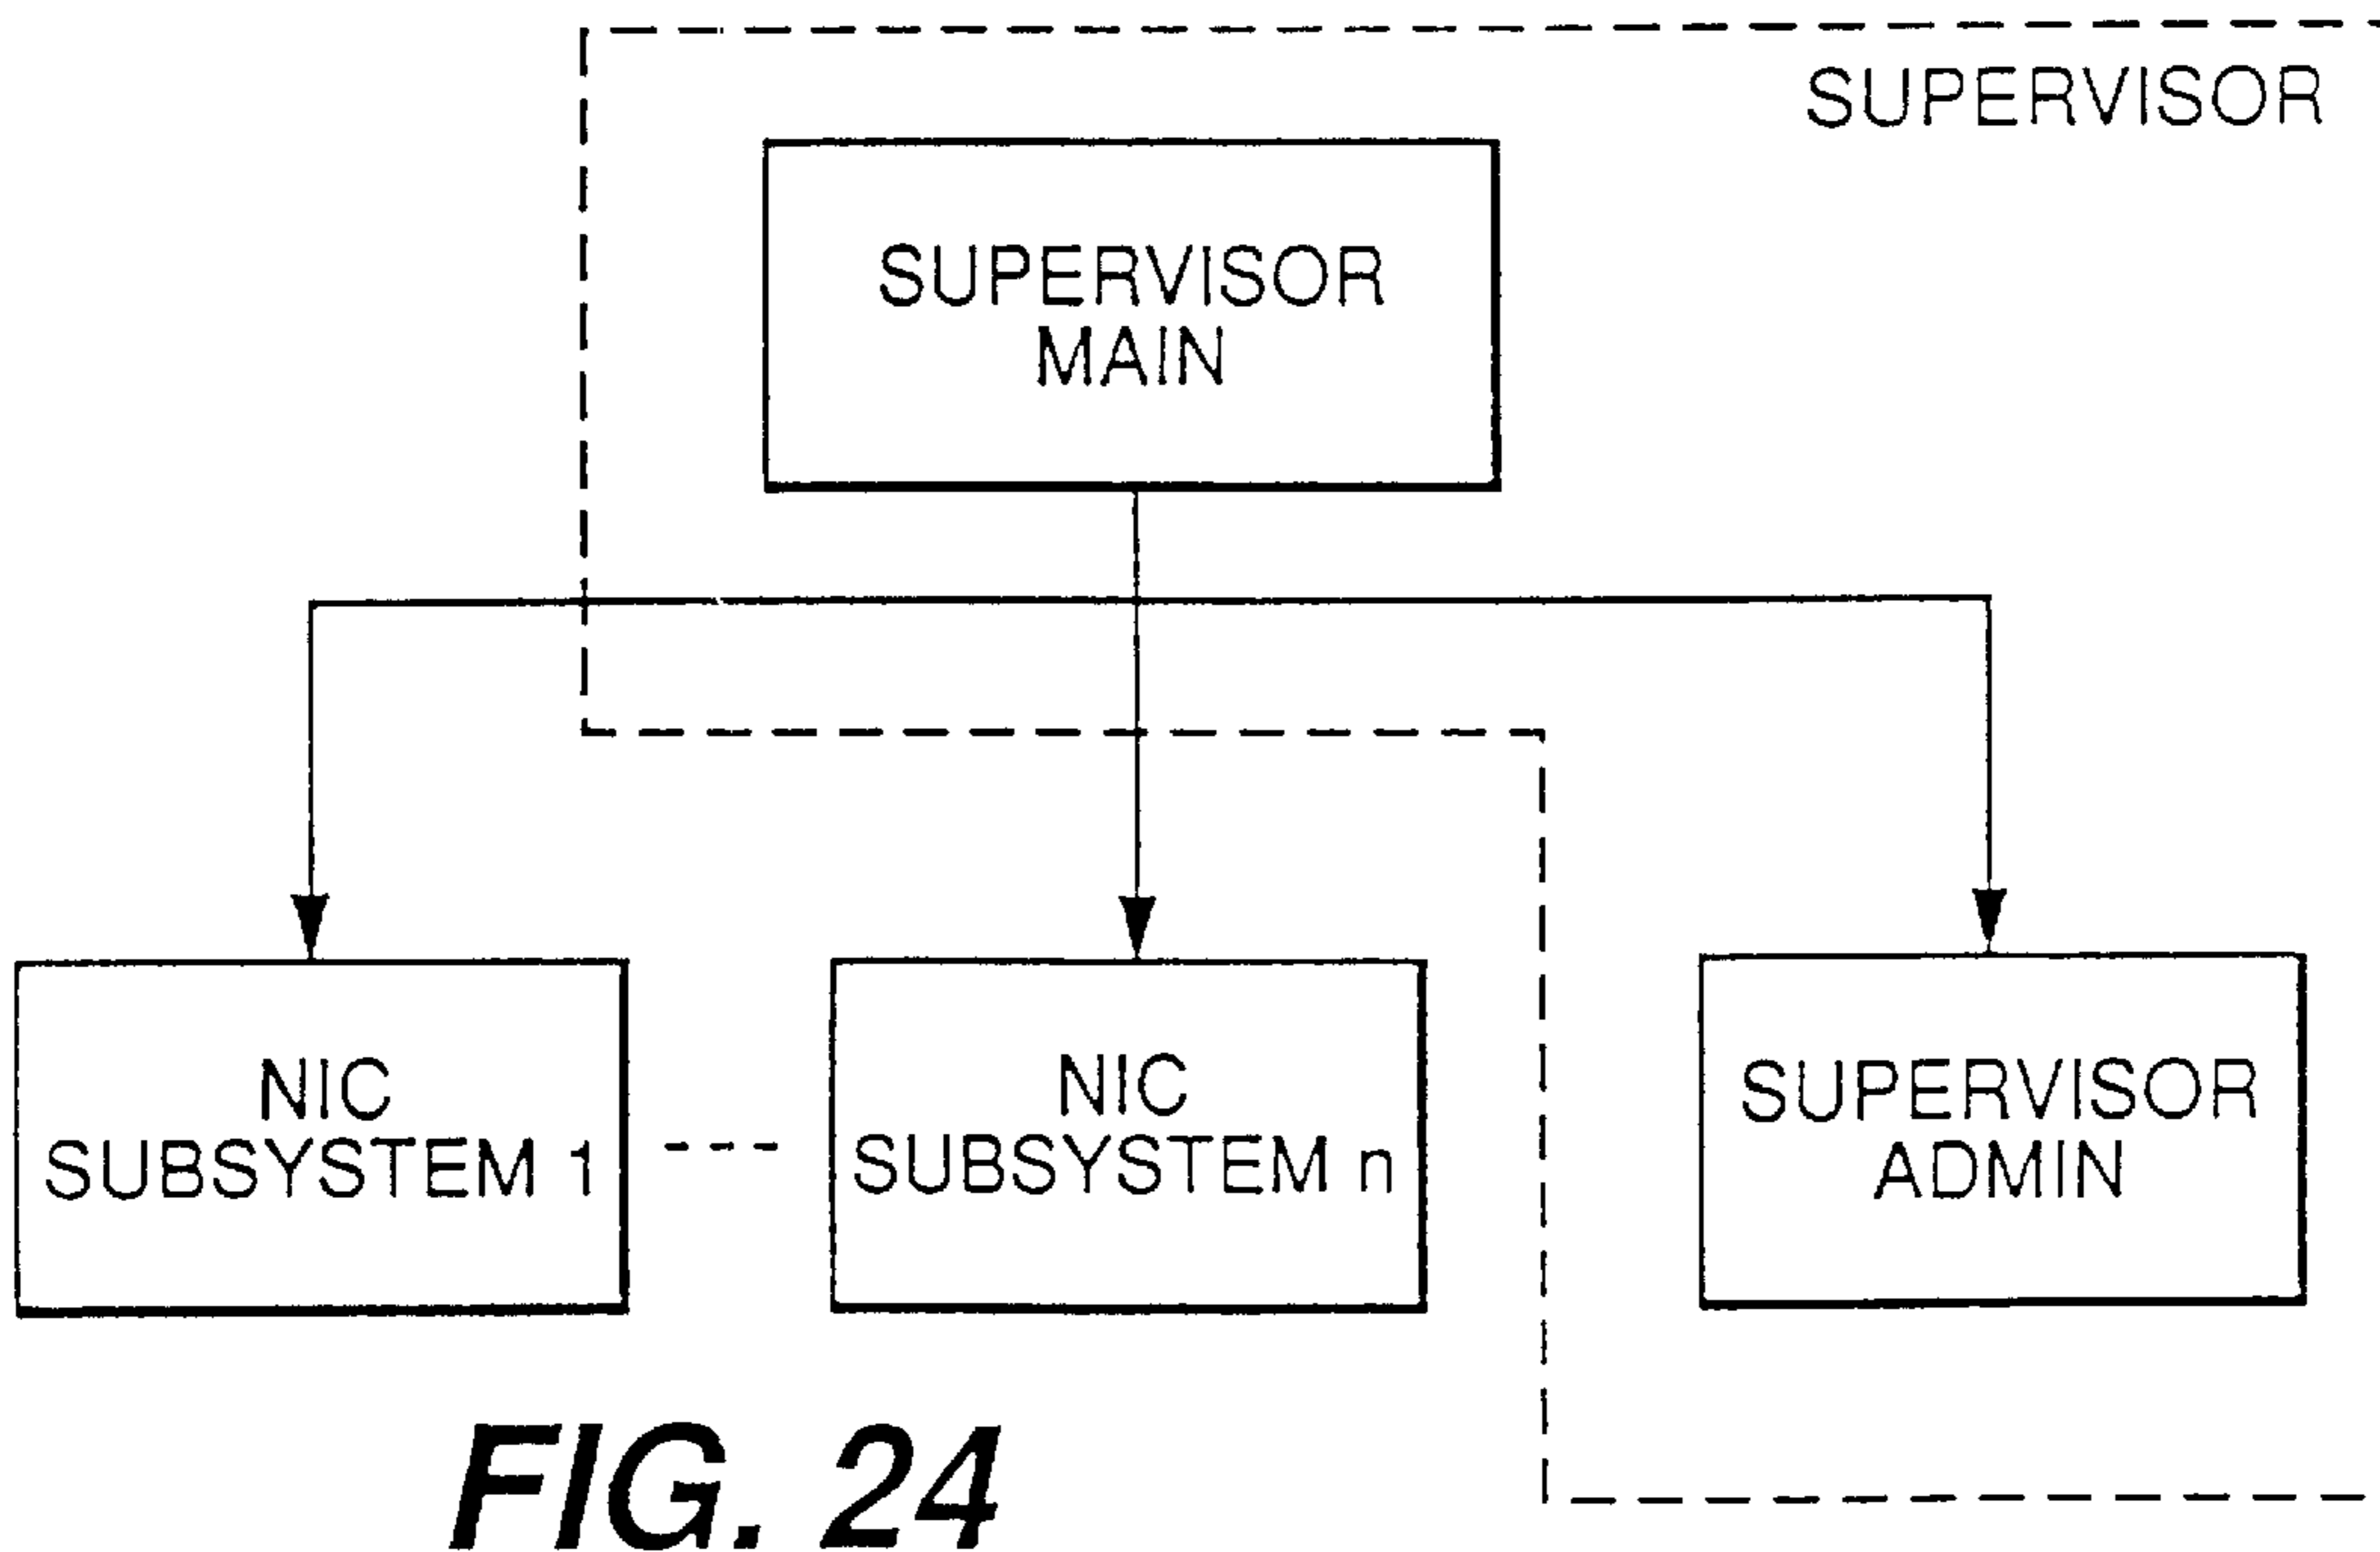 SUPERVISOR
SUPERVISOR
MAIN
NIC
SUBSYSTEM 1
NIC
SUBSYSTEM n
SUPERVISOR
ADMIN
FIG. 24